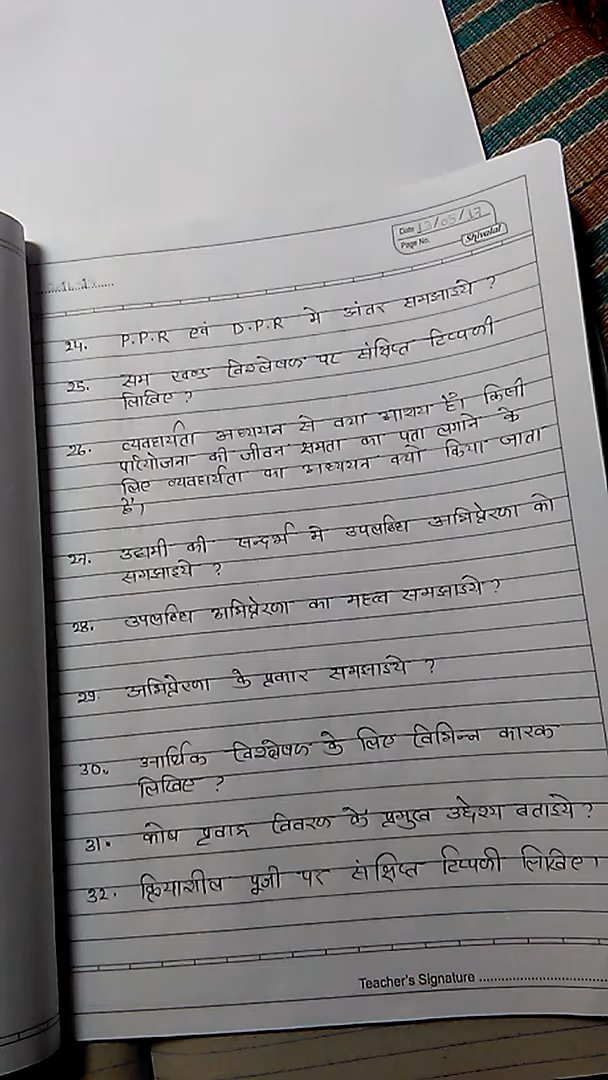 Date 13/05/17
Page No.
Shivalal
24. P.P.R एवं D.P.R मे अंतर समझाइये ?
25. सम खण्ड विश्लेषण पर संक्षिप्त टिप्पणी
लिखिए ?
26. व्यवहार्यता अध्ययन से क्या आशय है। किसी
परियोजना की जीवन क्षमता का पता लगाने के
लिए व्यवहार्यता का अध्ययन क्यो किया जाता
है।
27. उद्यमी की सन्दर्भ मे उपलब्धि अभिप्रेरणा को
समझाइये ?
28. उपलब्धि अभिप्रेरणा का महत्व समझाइये ?
29. अभिप्रेरणा के प्रकार समझाइये ?
30. आर्थिक विश्लेषण के लिए विभिन्न कारक
लिखिए ?
31. कोष प्रवाह विवरण के प्रमुख उद्देश्य बताइये ?
32. क्रियाशील पूजी पर संक्षिप्त टिप्पणी लिखिए।
Teacher's Signature